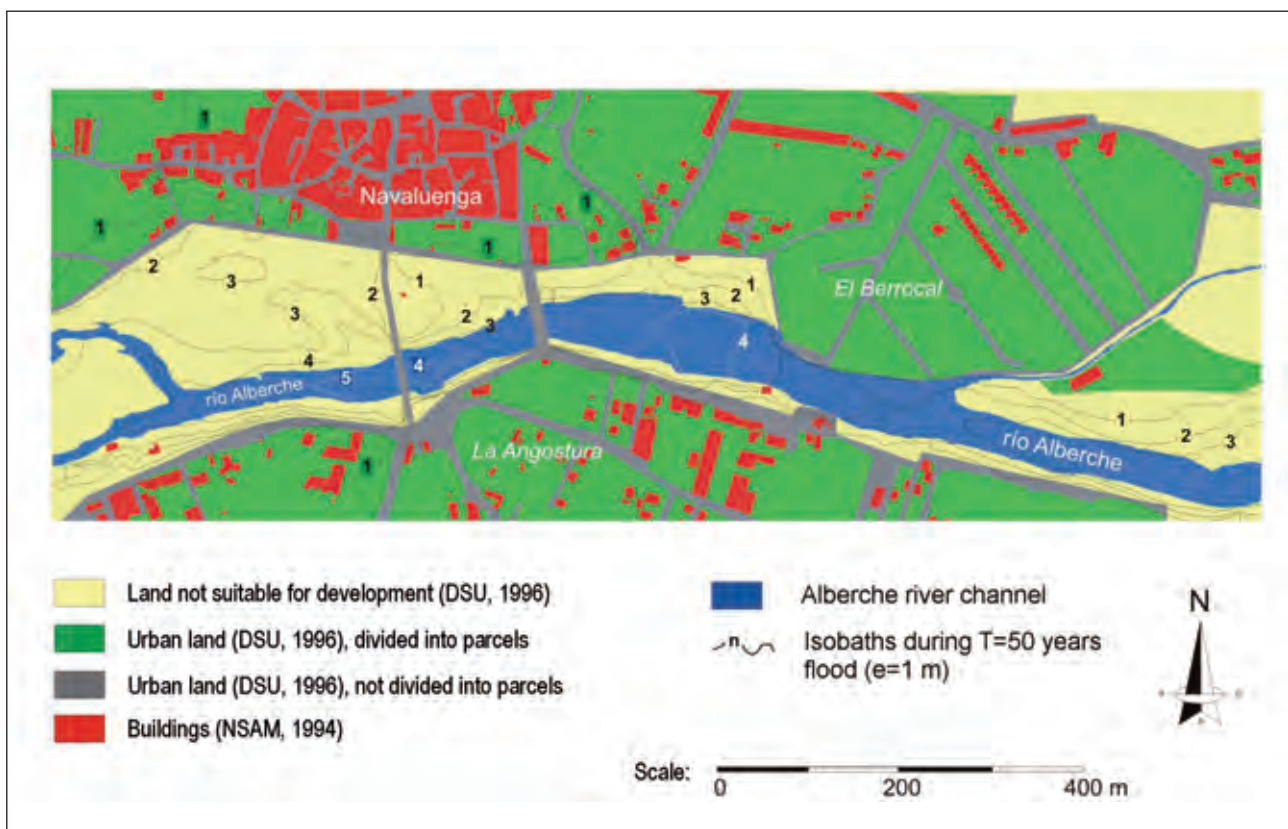 1
1
Navaluenga
1
1
1
2
3
1
2
1
El Berrocal
3
2
3
2
3
4
4
4
5
río Alberche
1
2
3
La Angostura
río Alberche
1
Land not suitable for development (DSU, 1996)
Urban land (DSU, 1996), divided into parcels
Urban land (DSU, 1996), not divided into parcels
Buildings (NSAM, 1994)
Alberche river channel
n
Isobaths during T=50 years
flood (e=1 m)
N
Scale:
0 200 400 m